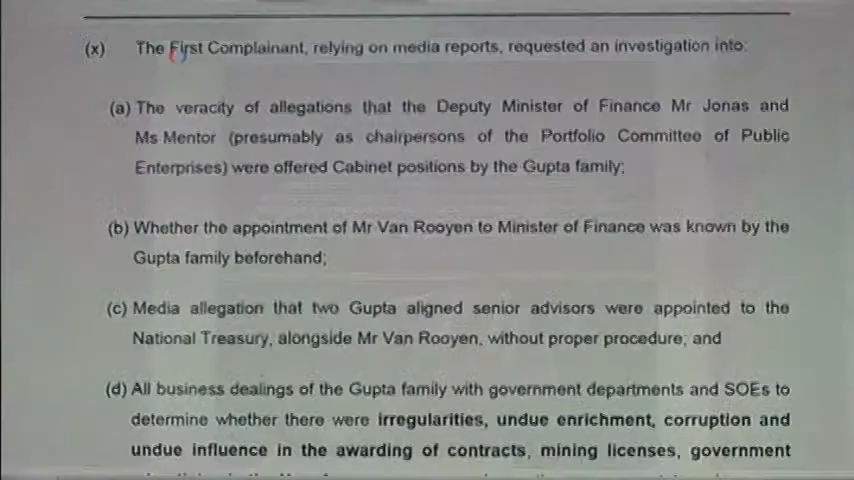 (x) The First Complainant, relying on media reports, requested an investigation into:
(a) The veracity of allegations that the Deputy Minister of Finance Mr Jonas and
Ms Mentor (presumably as chairpersons of the Portfolio Committee of Public
Enterprises) were offered Cabinet positions by the Gupta family;
(b) Whether the appointment of Mr Van Rooyen to Minister of Finance was known by the
Gupta family beforehand;
(c) Media allegation that two Gupta aligned senior advisors were appointed to the
National Treasury, alongside Mr Van Rooyen, without proper procedure; and
(d) All business dealings of the Gupta family with government departments and SOEs to
determine whether there were irregularities, undue enrichment, corruption and
undue influence in the awarding of contracts, mining licenses, government